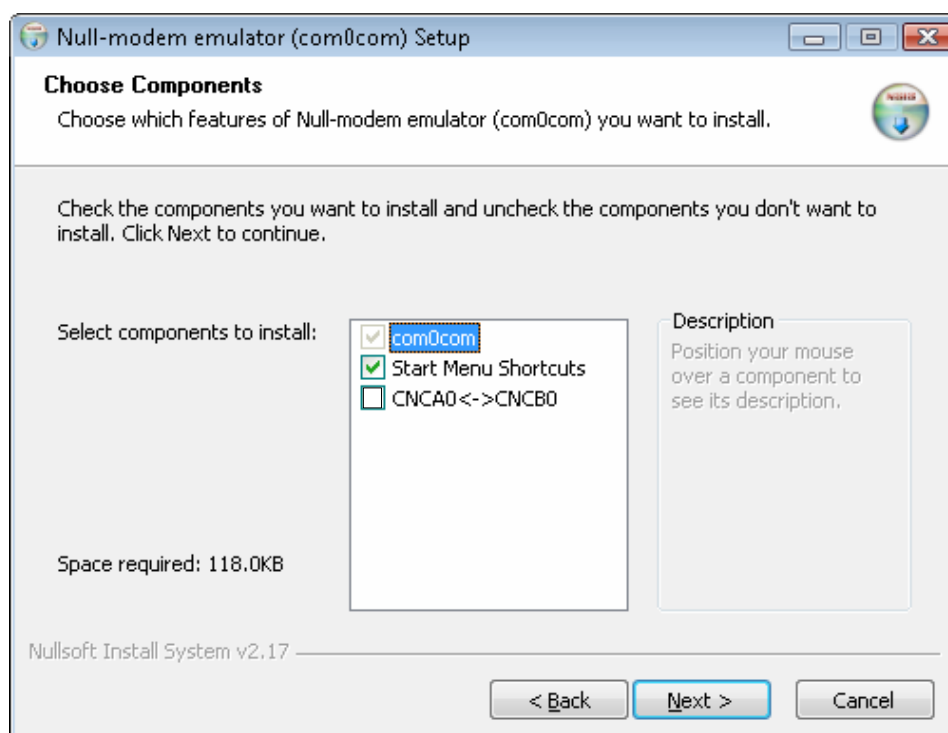 Null-modem emulator (com0com) Setup
Choose Components
Choose which features of Null-modem emulator (com0com) you want to install.
Check the components you want to install and uncheck the components you don't want to
install. Click Next to continue.
Select components to install:
com0com
Start Menu Shortcuts
CNCA0<->CNCB0
Description
Position your mouse
over a component to
see its description.
Space required: 118.0KB
Nullsoft Install System v2.17
< Back
Next >
Cancel